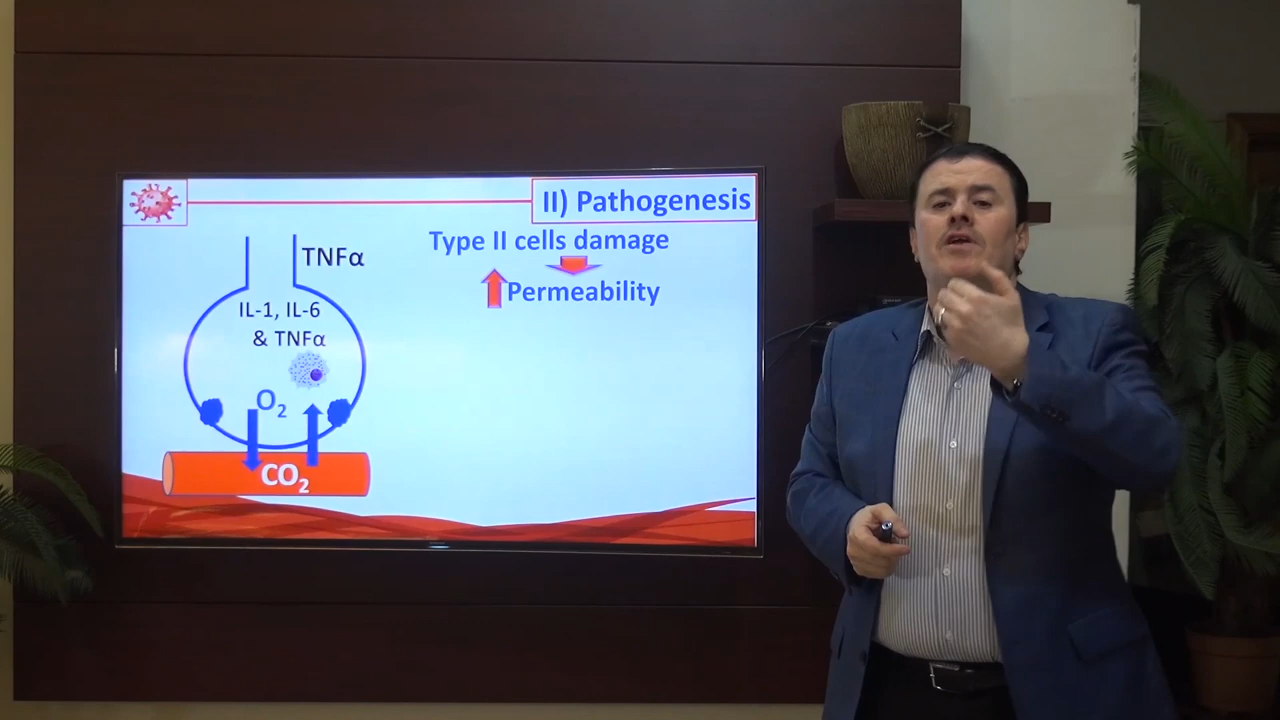 II) Pathogenesis
Type II cells damage
Permeability
TNFα
IL-1, IL-6
& TNFα
O₂
CO₂